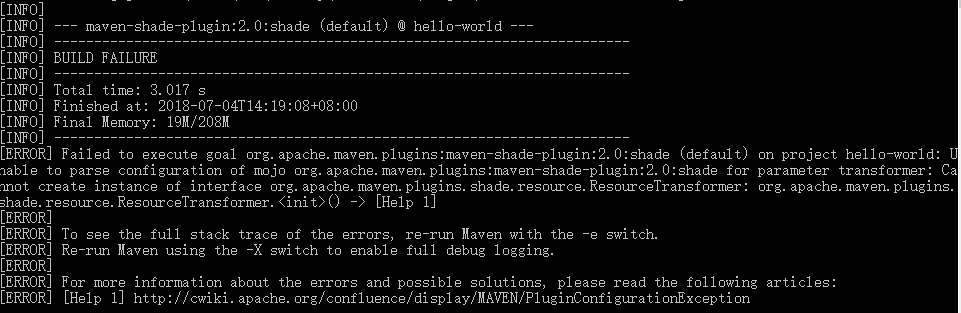 [INFO]
[INFO] --- maven-shade-plugin:2.0:shade (default) @ hello-world ---
[INFO] ------------------------------------------------------------------------
[INFO] BUILD FAILURE
[INFO] ------------------------------------------------------------------------
[INFO] Total time: 3.017 s
[INFO] Finished at: 2018-07-04T14:19:08+08:00
[INFO] Final Memory: 19M/208M
[INFO] ------------------------------------------------------------------------
[ERROR] Failed to execute goal org.apache.maven.plugins:maven-shade-plugin:2.0:shade (default) on project hello-world: U
nable to parse configuration of mojo org.apache.maven.plugins:maven-shade-plugin:2.0:shade for parameter transformer: Ca
nnot create instance of interface org.apache.maven.plugins.shade.resource.ResourceTransformer: org.apache.maven.plugins.
shade.resource.ResourceTransformer.<init>() -> [Help 1]
[ERROR]
[ERROR] To see the full stack trace of the errors, re-run Maven with the -e switch.
[ERROR] Re-run Maven using the -X switch to enable full debug logging.
[ERROR]
[ERROR] For more information about the errors and possible solutions, please read the following articles:
[ERROR] [Help 1] http://cwiki.apache.org/confluence/display/MAVEN/PluginConfigurationException